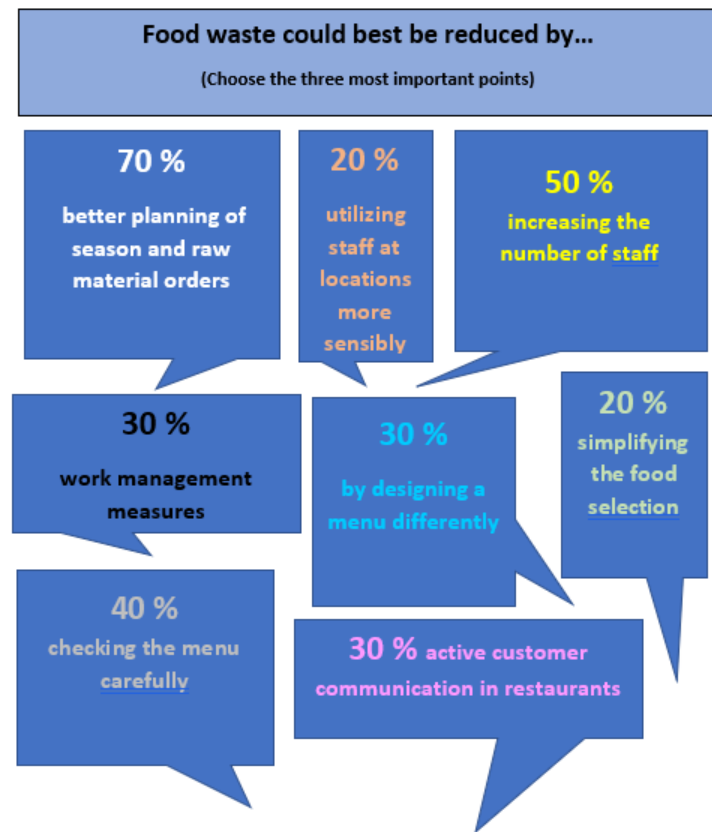 Food waste could best be reduced by...
(Choose the three most important points)
70 %
better planning of
season and raw
material orders
20 %
utilizing
staff at
locations
more
sensibly
50 %
increasing the
number of staff
30 %
work management
measures
30 %
by designing a
menu differently
20 %
simplifying
the food
selection
40 %
checking the menu
carefully
30 % active customer
communication in restaurants